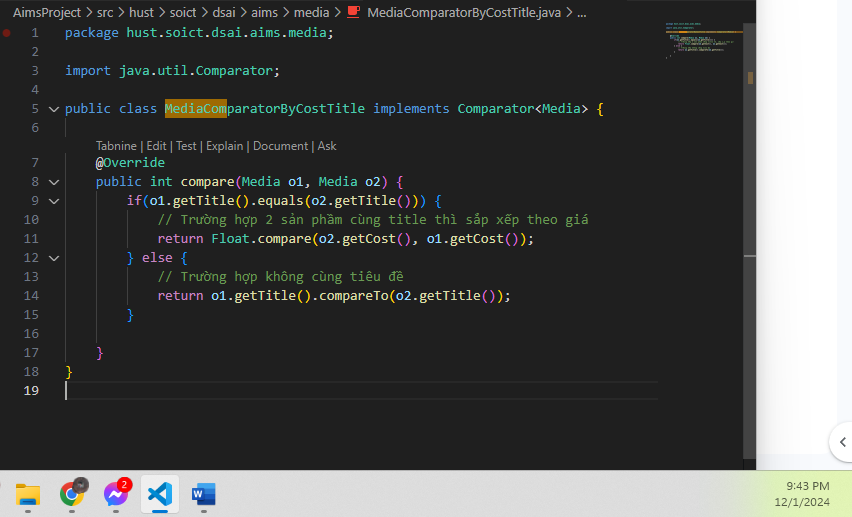 AimsProject > src > hust > soict > dsai > aims > media > MediaComparatorByCostTitle.java > ...
1 package hust.soict.dsai.aims.media;
2
3 import java.util.Comparator;
4
5 public class MediaComparatorByCostTitle implements Comparator<Media> {
6
Tabnine | Edit | Test | Explain | Document | Ask
7 @Override
8 public int compare(Media o1, Media o2) {
9 if(o1.getTitle().equals(o2.getTitle())) {
10 // Trường hợp 2 sản phầm cùng title thì sắp xếp theo giá
11 return Float.compare(o2.getCost(), o1.getCost());
12 } else {
13 // Trường hợp không cùng tiêu đề
14 return o1.getTitle().compareTo(o2.getTitle());
15 }
16
17 }
18 }
19
2
9:43 PM
12/1/2024